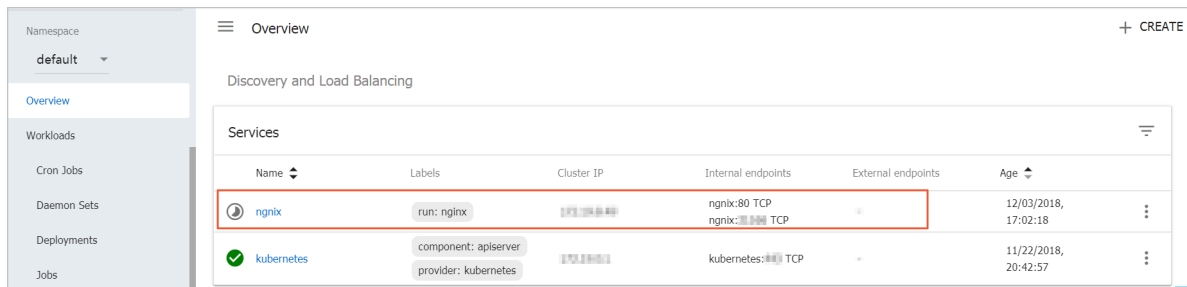 Namespace
default
Overview
Workloads
Cron Jobs
Daemon Sets
Deployments
Jobs
Overview
+ CREATE
Discovery and Load Balancing
Services
Name Labels Cluster IP Internal endpoints External endpoints Age
ngnix run: nginx ngnix:80 TCP 12/03/2018,
ngnix: TCP 17:02:18
kubernetes component: apiserver kubernetes: TCP 11/22/2018,
provider: kubernetes 20:42:57